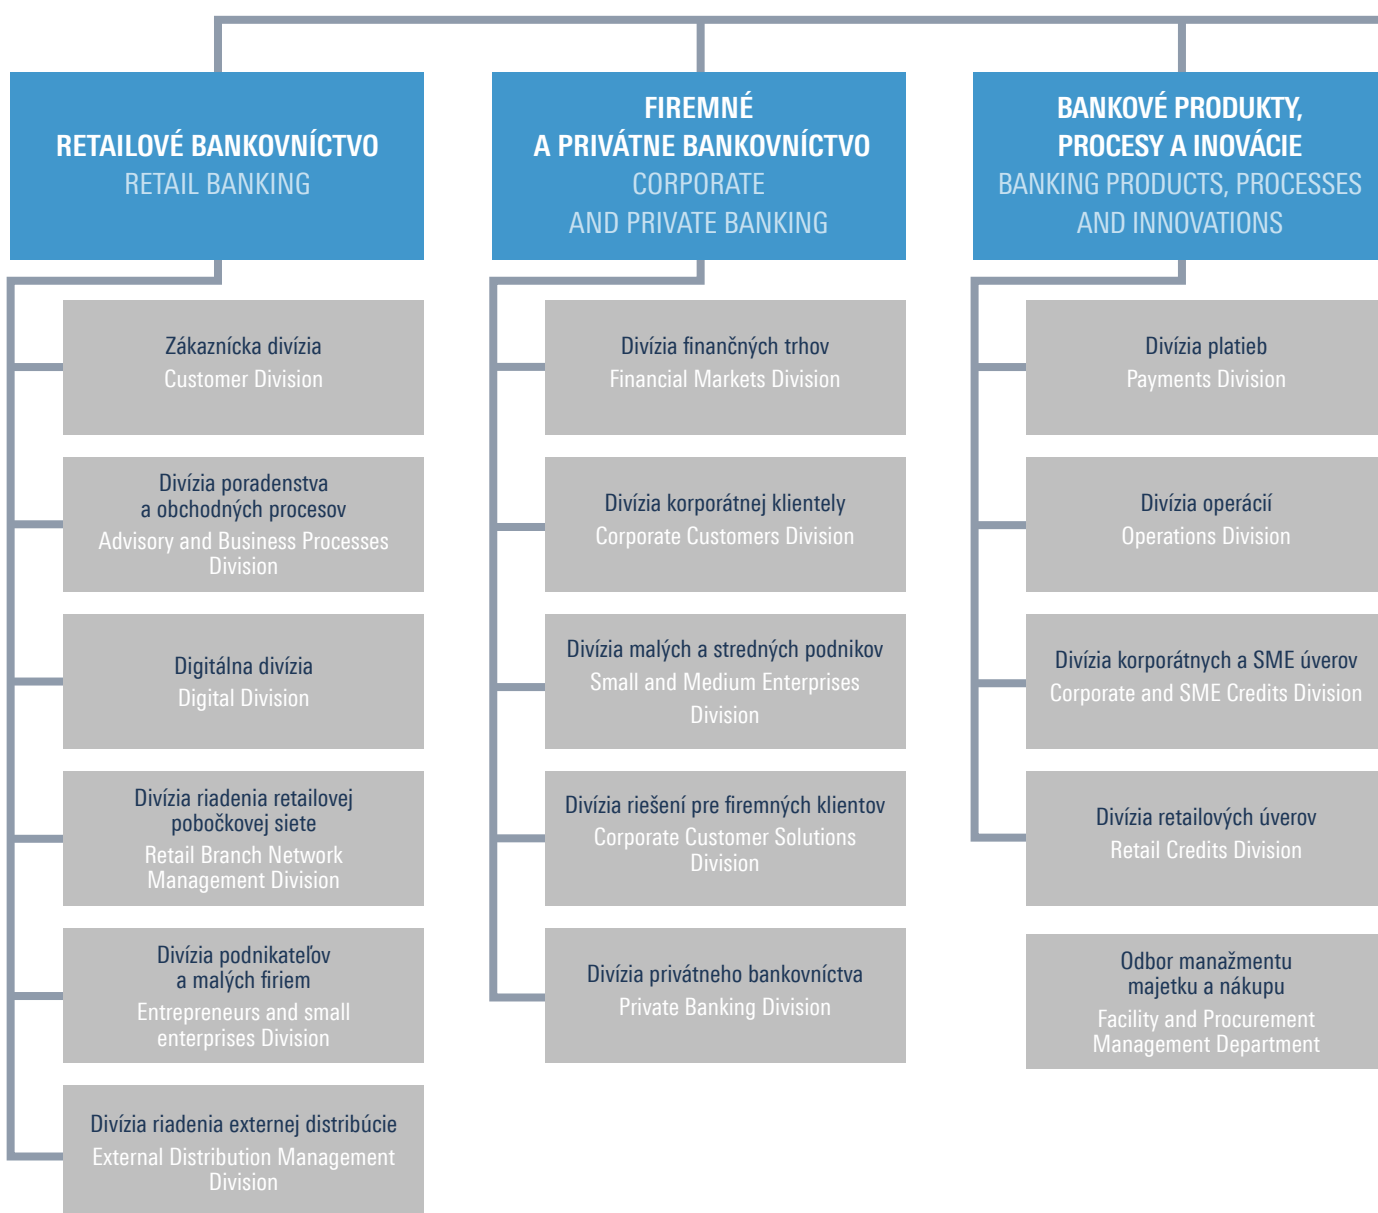 RETAILOVÉ BANKOVNÍCTVO
RETAIL BANKING
Zákaznícka divízia
Customer Division
Divízia poradenstva
a obchodných procesov
Advisory and Business Processes
Division
Digitálna divízia
Digital Division
Divízia riadenia retailovej
pobočkovej siete
Retail Branch Network
Management Division
Divízia podnikateľov
a malých firiem
Entrepreneurs and small
enterprises Division
Divízia riadenia externej distribúcie
External Distribution Management
Division
FIREMNÉ
A PRIVÁTNE BANKOVNÍCTVO
CORPORATE
AND PRIVATE BANKING
Divízia finančných trhov
Financial Markets Division
Divízia korporátnej klientely
Corporate Customers Division
Divízia malých a stredných podnikov
Small and Medium Enterprises
Division
Divízia riešení pre firemných klientov
Corporate Customer Solutions
Division
Divízia privátneho bankovníctva
Private Banking Division
BANKOVÉ PRODUKTY,
PROCESY A INOVÁCIE
BANKING PRODUCTS, PROCESSES
AND INNOVATIONS
Divízia platieb
Payments Division
Divízia operácií
Operations Division
Divízia korporátnych a SME úverov
Corporate and SME Credits Division
Divízia retailových úverov
Retail Credits Division
Odbor manažmentu
majetku a nákupu
Facility and Procurement
Management Department